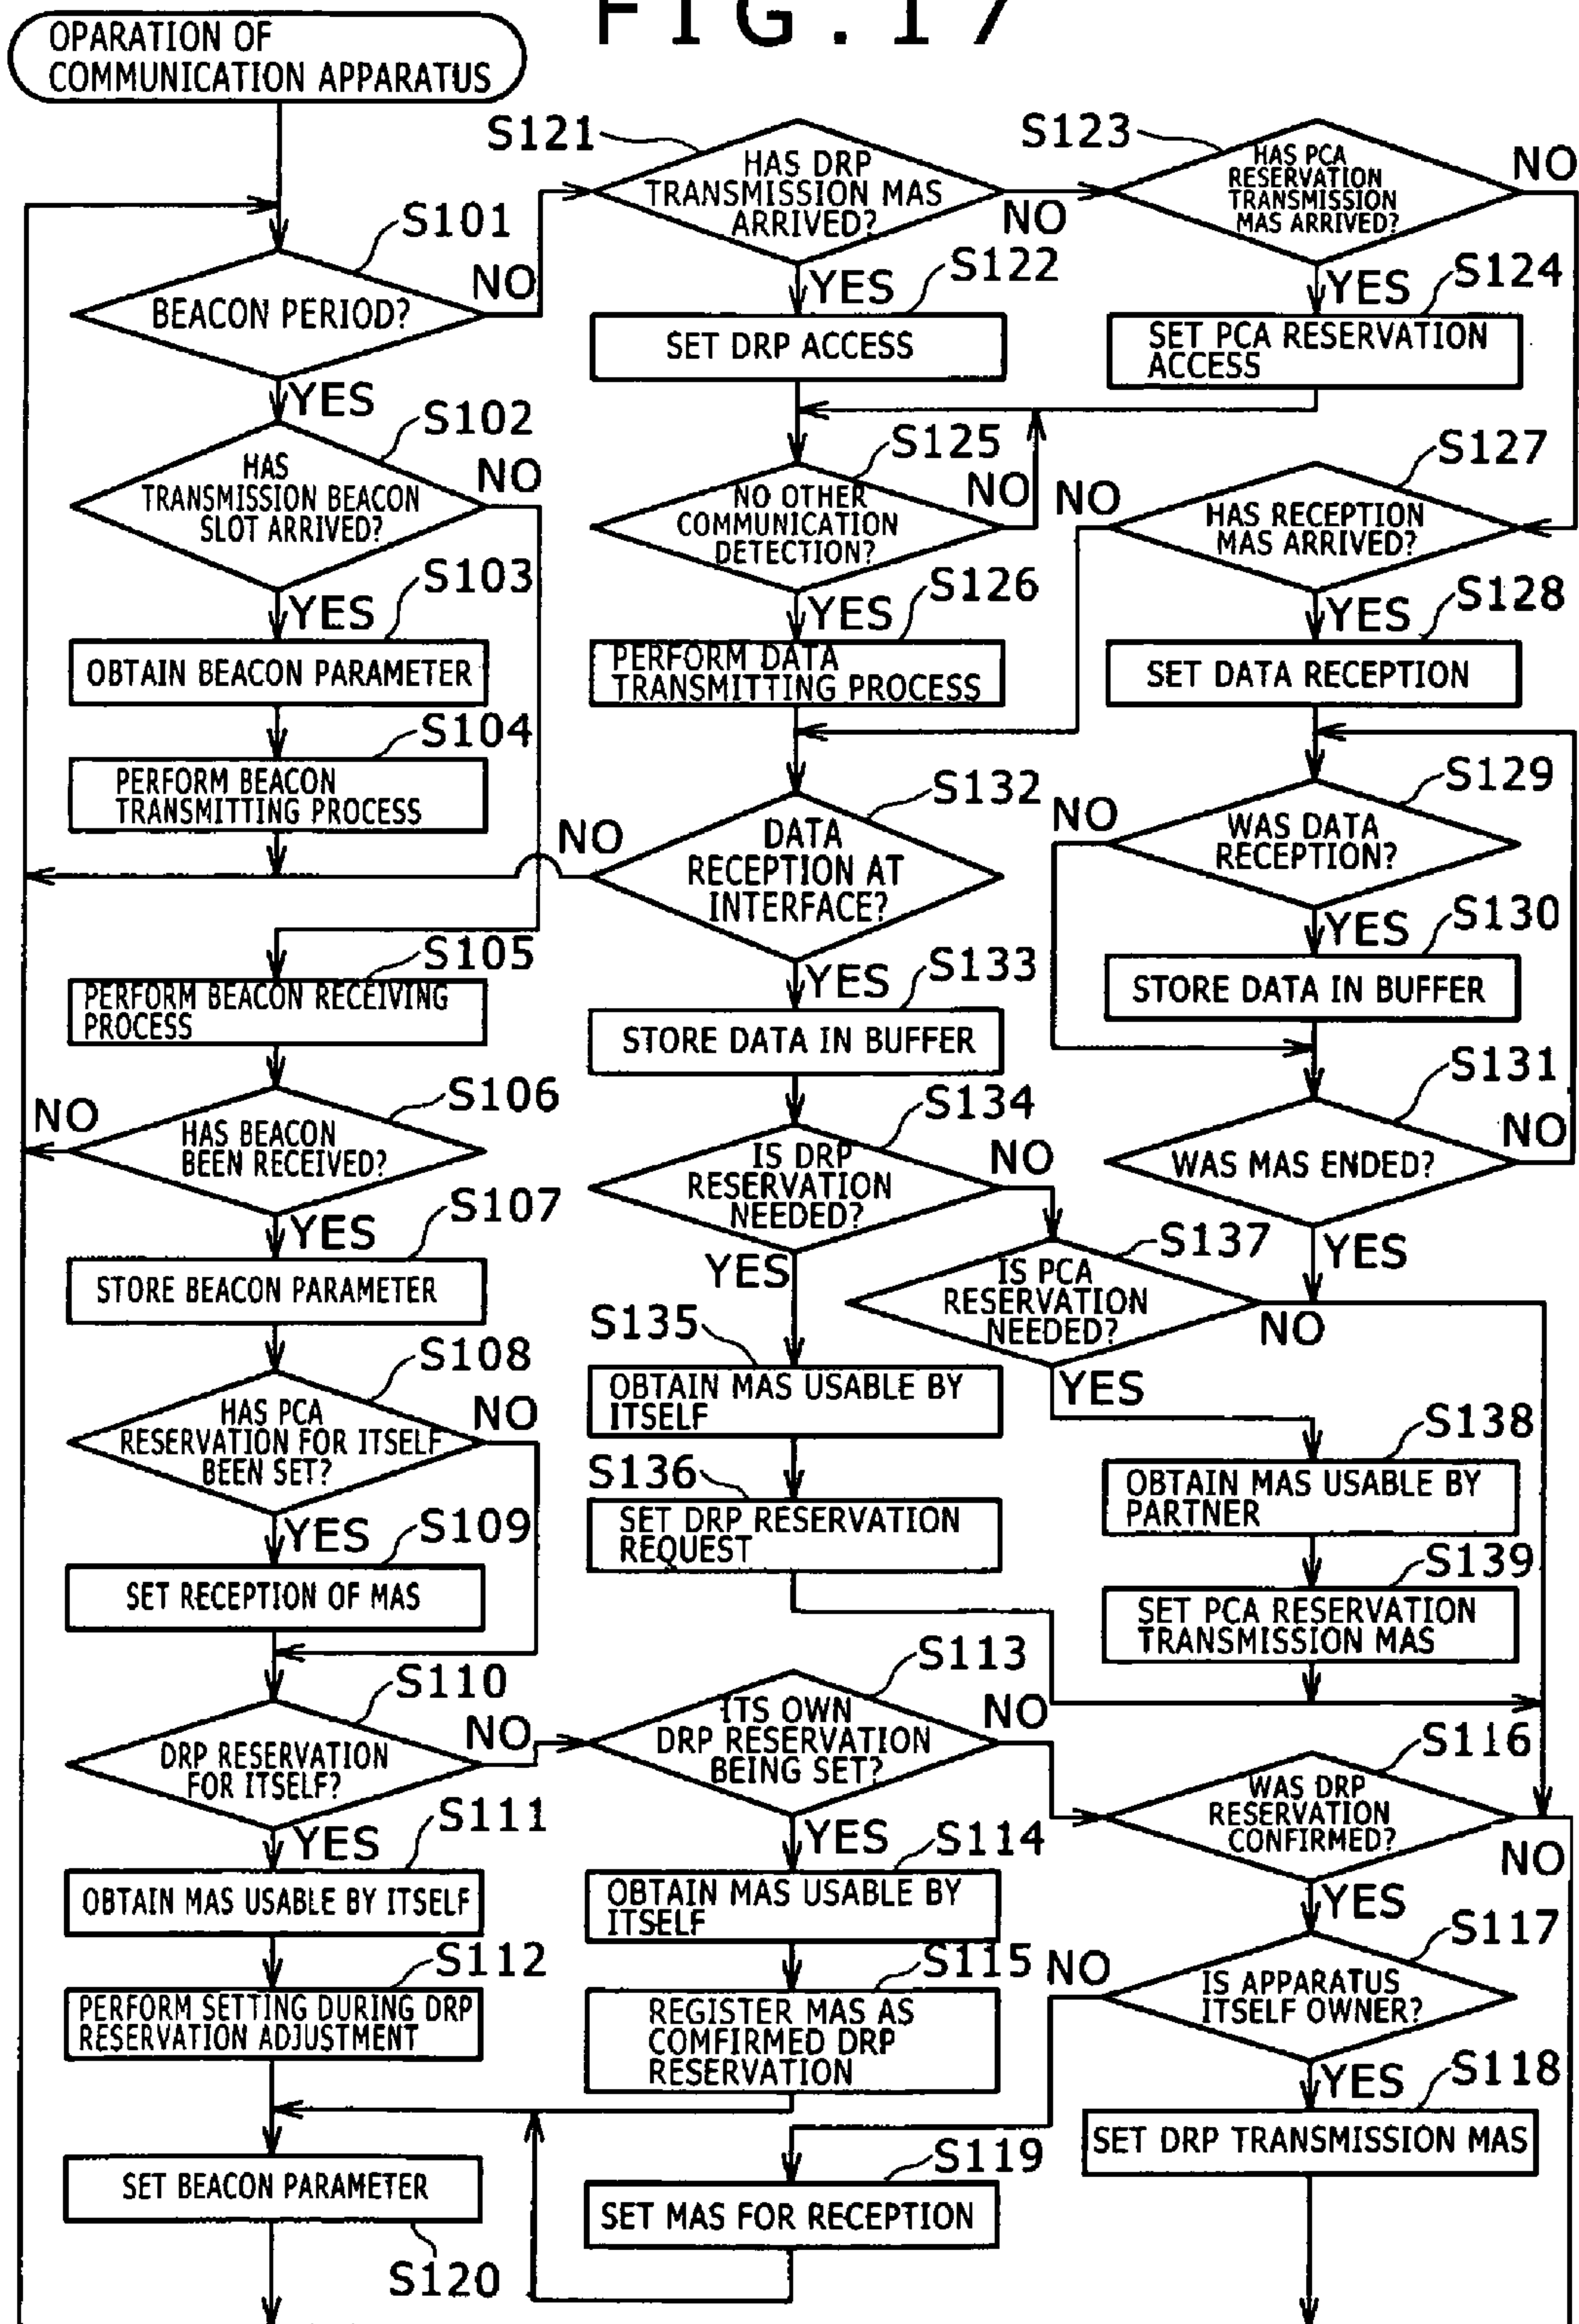 FIG.17
OPARATION OF
COMMUNICATION APPARATUS
S101
BEACON PERIOD?
NO
YES
S102
HAS
TRANSMISSION BEACON
SLOT ARRIVED?
NO
YES
S103
OBTAIN BEACON PARAMETER
S104
PERFORM BEACON
TRANSMITTING PROCESS
S105
PERFORM BEACON RECEIVING
PROCESS
S106
HAS BEACON
BEEN RECEIVED?
NO
YES
S107
STORE BEACON PARAMETER
S108
HAS PCA
RESERVATION FOR ITSELF
BEEN SET?
NO
YES
S109
SET RECEPTION OF MAS
S110
DRP RESERVATION
FOR ITSELF?
NO
YES
S111
OBTAIN MAS USABLE BY ITSELF
S112
PERFORM SETTING DURING DRP
RESERVATION ADJUSTMENT
SET BEACON PARAMETER
S120
S121
HAS DRP
TRANSMISSION MAS
ARRIVED?
NO
YES
S122
SET DRP ACCESS
S125
NO OTHER
COMMUNICATION
DETECTION?
NO
YES
S126
PERFORM DATA
TRANSMITTING PROCESS
S132
DATA
RECEPTION AT
INTERFACE?
NO
YES
S133
STORE DATA IN BUFFER
S134
IS DRP
RESERVATION
NEEDED?
NO
YES
S135
OBTAIN MAS USABLE BY
ITSELF
S136
SET DRP RESERVATION
REQUEST
S113
ITS OWN
DRP RESERVATION
BEING SET?
NO
YES
S114
OBTAIN MAS USABLE BY
ITSELF
S115
REGISTER MAS AS
COMFIRMED DRP
RESERVATION
S119
SET MAS FOR RECEPTION
S123
HAS PCA
RESERVATION
TRANSMISSION
MAS ARRIVED?
NO
YES
S124
SET PCA RESERVATION
ACCESS
S127
HAS RECEPTION
MAS ARRIVED?
NO
YES
S128
SET DATA RECEPTION
S129
WAS DATA
RECEPTION?
NO
YES
S130
STORE DATA IN BUFFER
S131
WAS MAS ENDED?
NO
YES
S137
IS PCA
RESERVATION
NEEDED?
NO
YES
S138
OBTAIN MAS USABLE BY
PARTNER
S139
SET PCA RESERVATION
TRANSMISSION MAS
S116
WAS DRP
RESERVATION
CONFIRMED?
NO
YES
S117
IS APPARATUS
ITSELF OWNER?
NO
YES
S118
SET DRP TRANSMISSION MAS